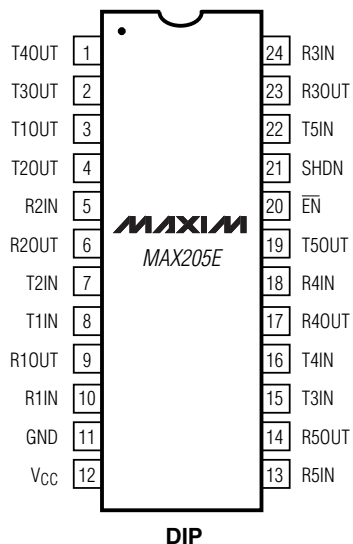 T4OUT 1 24 R3IN
T3OUT 2 23 R3OUT
T1OUT 3 22 T5IN
T2OUT 4 21 SHDN
R2IN 5 20 E̅N̅
R2OUT 6 MAXIM 19 T5OUT
MAX205E
T2IN 7 18 R4IN
T1IN 8 17 R4OUT
R1OUT 9 16 T4IN
R1IN 10 15 T3IN
GND 11 14 R5OUT
VCC 12 13 R5IN
DIP